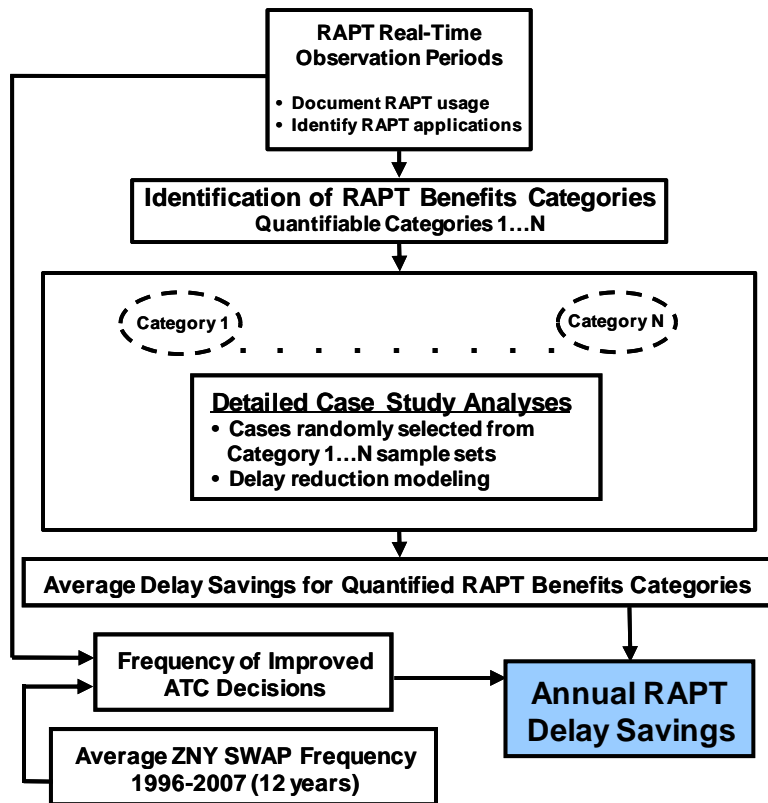 RAPT Real-Time
Observation Periods
• Document RAPT usage
• Identify RAPT applications
Identification of RAPT Benefits Categories
Quantifiable Categories 1…N
Category 1
Category N
Detailed Case Study Analyses
• Cases randomly selected from
Category 1…N sample sets
• Delay reduction modeling
Average Delay Savings for Quantified RAPT Benefits Categories
Frequency of Improved
ATC Decisions
Annual RAPT
Delay Savings
Average ZNY SWAP Frequency
1996-2007 (12 years)